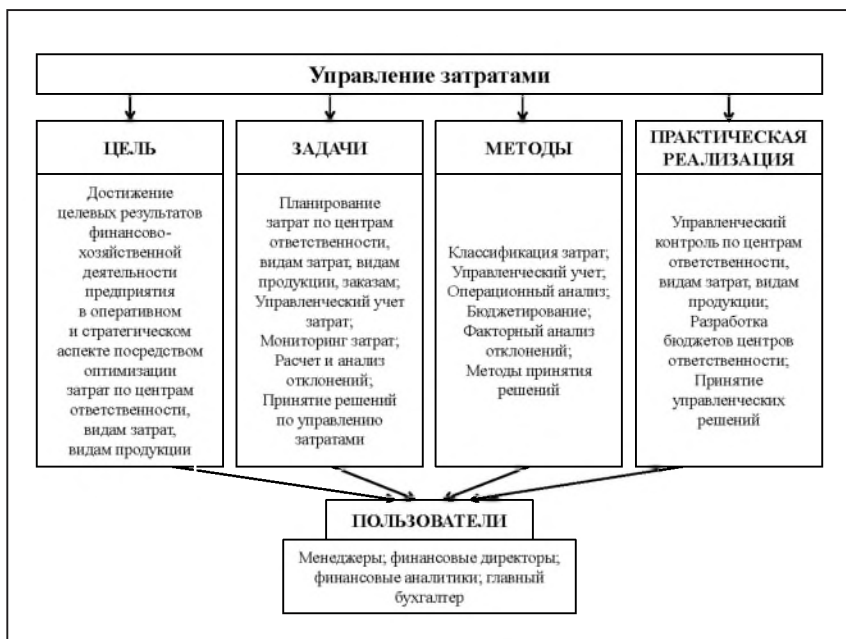 Управление затратами
ЦЕЛЬ
Достижение
целевых результатов
финансово-
хозяйственной
деятельности
предприятия
в оперативном
и стратегическом
аспекте посредством
оптимизации
затрат по центрам
ответственности,
видам затрат,
видам продукции
ЗАДАЧИ
Планирование
затрат по центрам
ответственности,
видам затрат, видам
продукции, заказам;
Управленческий учет
затрат;
Мониторинг затрат;
Расчет и анализ
отклонений;
Принятие решений
по управлению
затратами
МЕТОДЫ
Классификация затрат;
Управленческий учет;
Операционный анализ;
Бюджетирование;
Факторный анализ
отклонений;
Методы принятия
решений
ПРАКТИЧЕСКАЯ
РЕАЛИЗАЦИЯ
Управленческий
контроль по центрам
ответственности,
видам затрат, видам
продукции;
Разработка
бюджетов центров
ответственности;
Принятие
управленческих
решений
ПОЛЬЗОВАТЕЛИ
Менеджеры; финансовые директоры;
финансовые аналитики; главный
бухгалтер